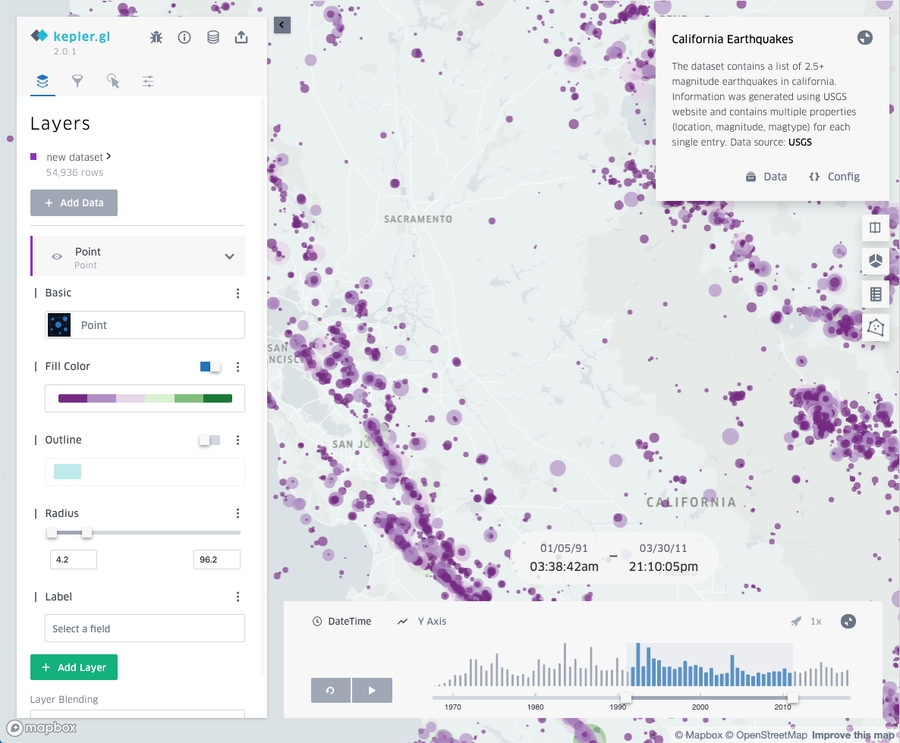 kepler.gl
2.0.1
Layers
new dataset
54,936 rows
+ Add Data
Point
Point
Basic
Point
Fill Color
Outline
Radius
4.2
96.2
Label
Select a field
+ Add Layer
Layer Blending
mapbox
SACRAMENTO
SAN
SAN JO
CALIFORNIA
California Earthquakes
The dataset contains a list of 2.5+
magnitude earthquakes in california.
Information was generated using USGS
website and contains multiple properties
(location, magnitude, magtype) for each
single entry. Data source: USGS
Data
Config
01/05/91 – 03/30/11
03:38:42am 21:10:05pm
DateTime
Y Axis
1x
1970 1980 1990 2000 2010
© Mapbox © OpenStreetMap Improve this map